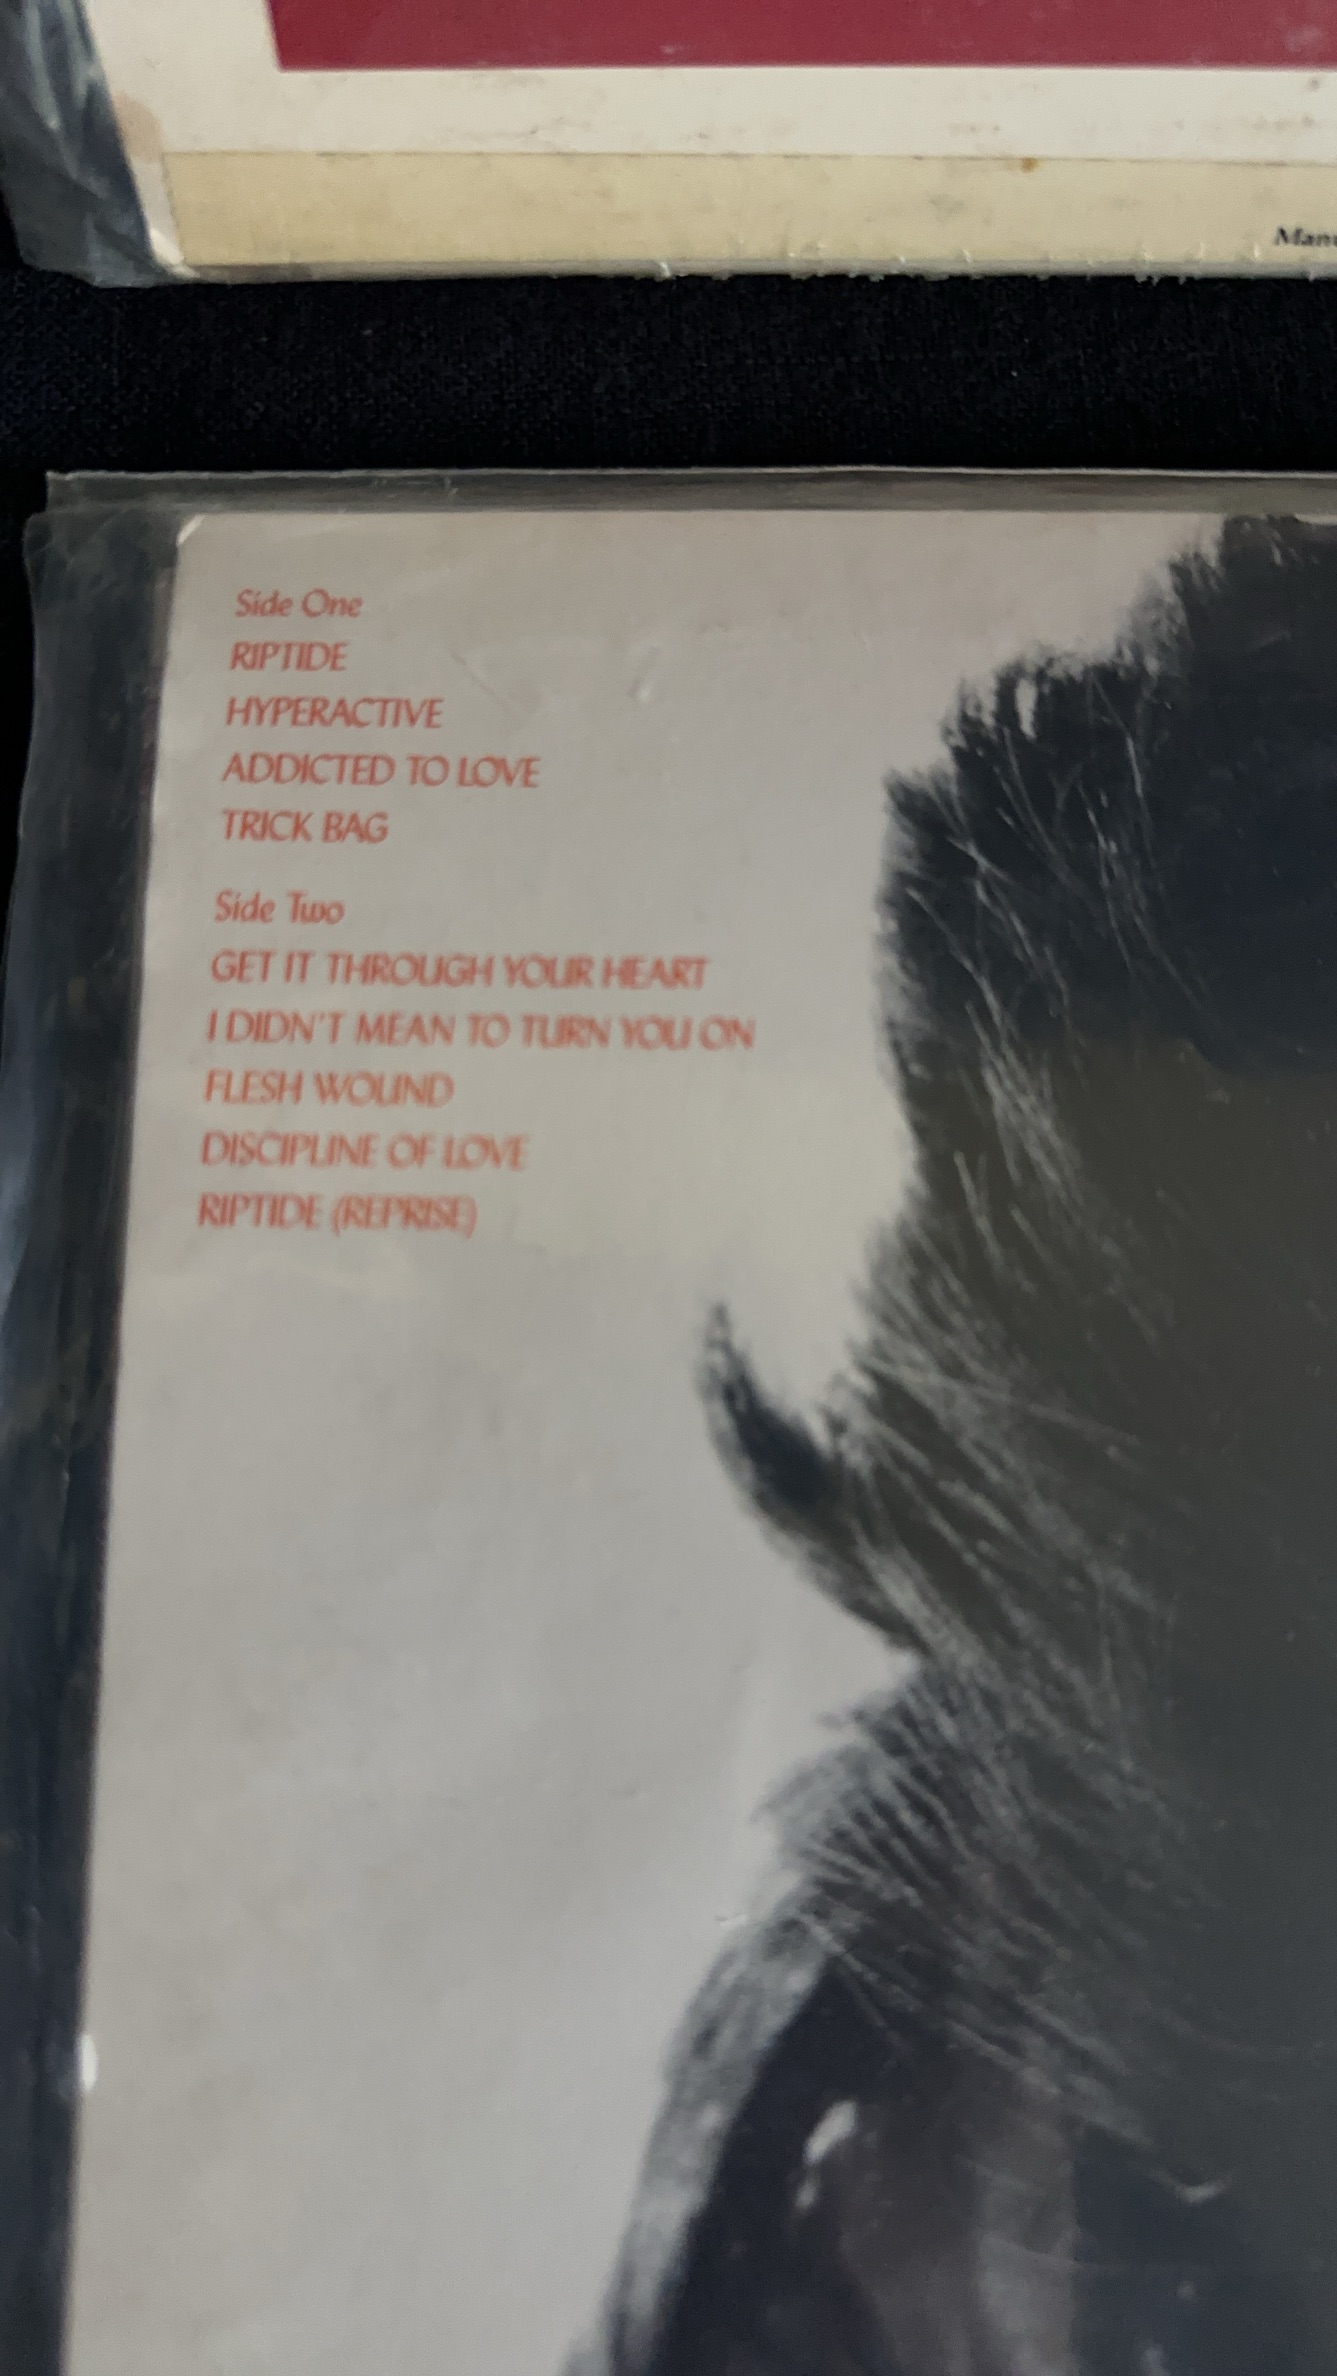 Side One
RIPTIDE
HYPERACTIVE
ADDICTED TO LOVE
TRICK BAG
Side Two
GET IT THROUGH YOUR HEART
I DIDN'T MEAN TO TURN YOU ON
FLESH WOUND
DISCIPLINE OF LOVE
RIPTIDE (REPRISE)